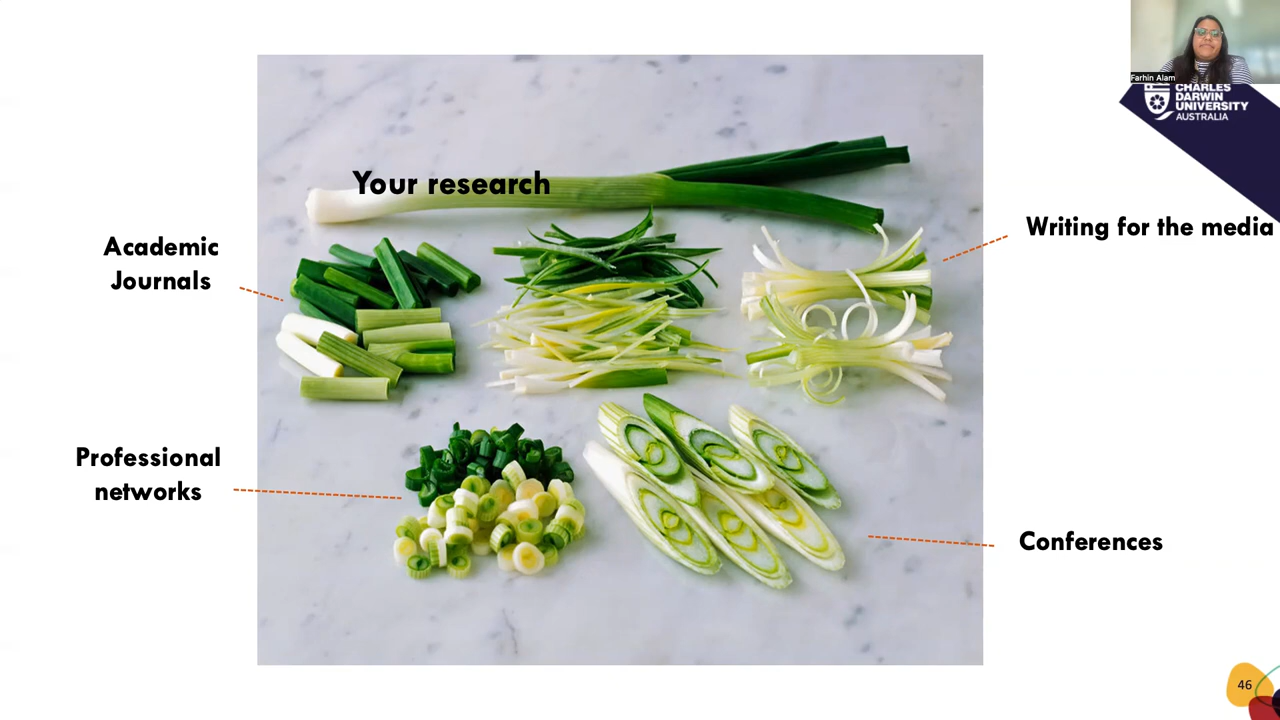 Farhin Alam
CHARLES
DARWIN
UNIVERSITY
AUSTRALIA
Your research
Writing for the media
Academic
Journals
Professional
networks
Conferences
46